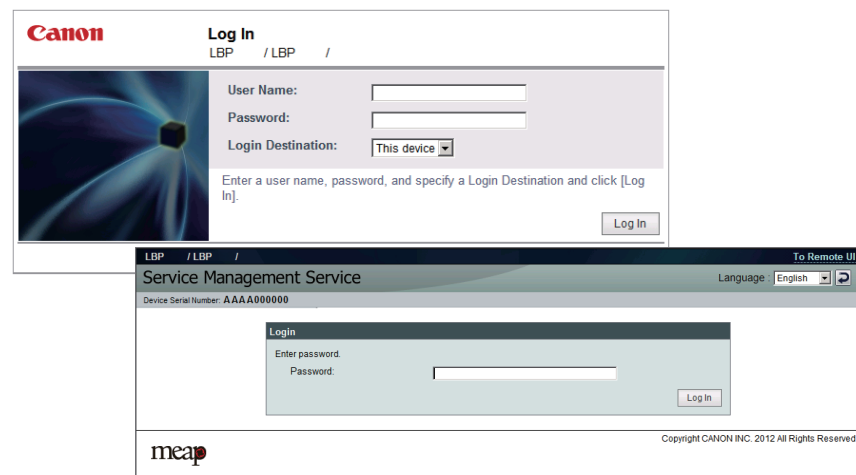 Canon
Log In
LBP / LBP /
User Name:
Password:
Login Destination: This device
Enter a user name, password, and specify a Login Destination and click [Log
In].
Log In
LBP / LBP / To Remote UI
Service Management Service Language : English
Device Serial Number: AAAA000000
Login
Enter password.
Password:
Log In
Copyright CANON INC. 2012 All Rights Reserved
meap